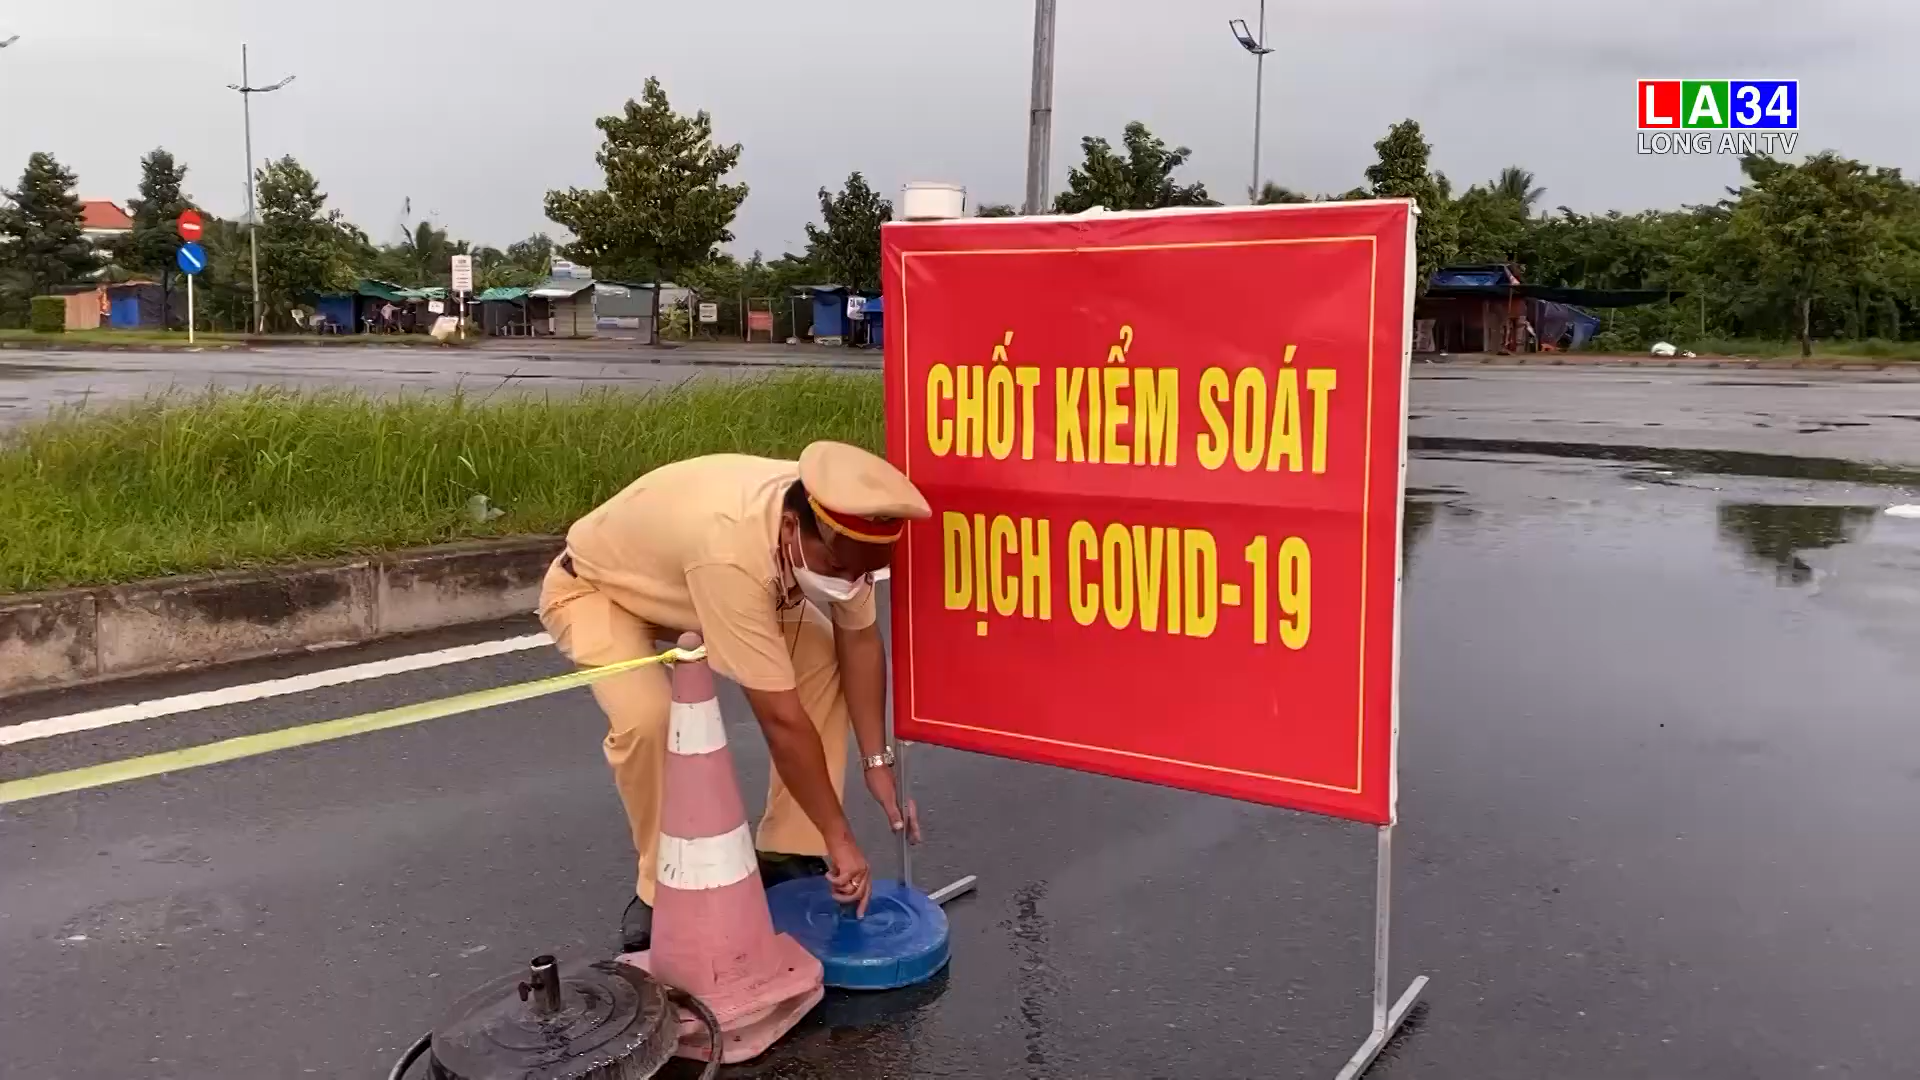 LA34
LONG AN TV
CHỐT KIỂM SOÁT
DỊCH COVID-19